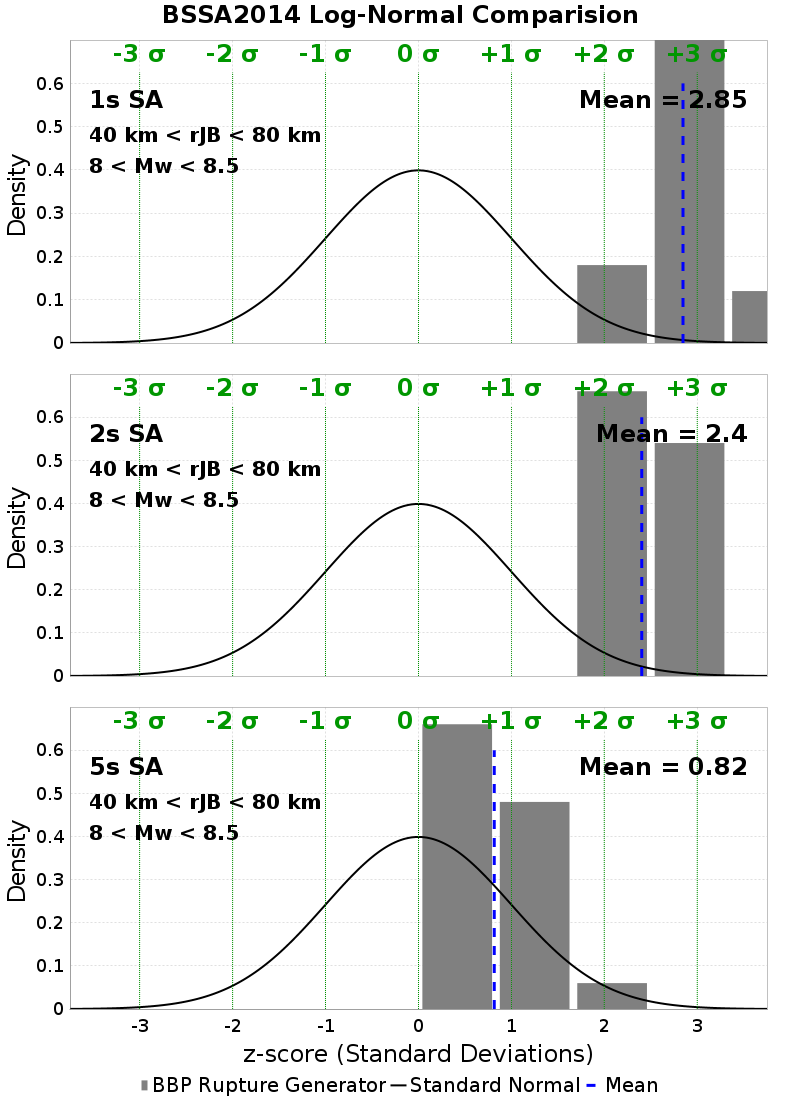 BSSA2014 Log-Normal Comparision
-3 σ -2 σ -1 σ 0 σ +1 σ +2 σ +3 σ
1s SA
Mean = 2.85
40 km < rJB < 80 km
8 < Mw < 8.5
Density
0.6
0.5
0.4
0.3
0.2
0.1
0
-3 σ -2 σ -1 σ 0 σ +1 σ +2 σ +3 σ
2s SA
Mean = 2.4
40 km < rJB < 80 km
8 < Mw < 8.5
Density
0.6
0.5
0.4
0.3
0.2
0.1
0
-3 σ -2 σ -1 σ 0 σ +1 σ +2 σ +3 σ
5s SA
Mean = 0.82
40 km < rJB < 80 km
8 < Mw < 8.5
Density
0.6
0.5
0.4
0.3
0.2
0.1
0
-3 -2 -1 0 1 2 3
z-score (Standard Deviations)
BBP Rupture Generator Standard Normal Mean